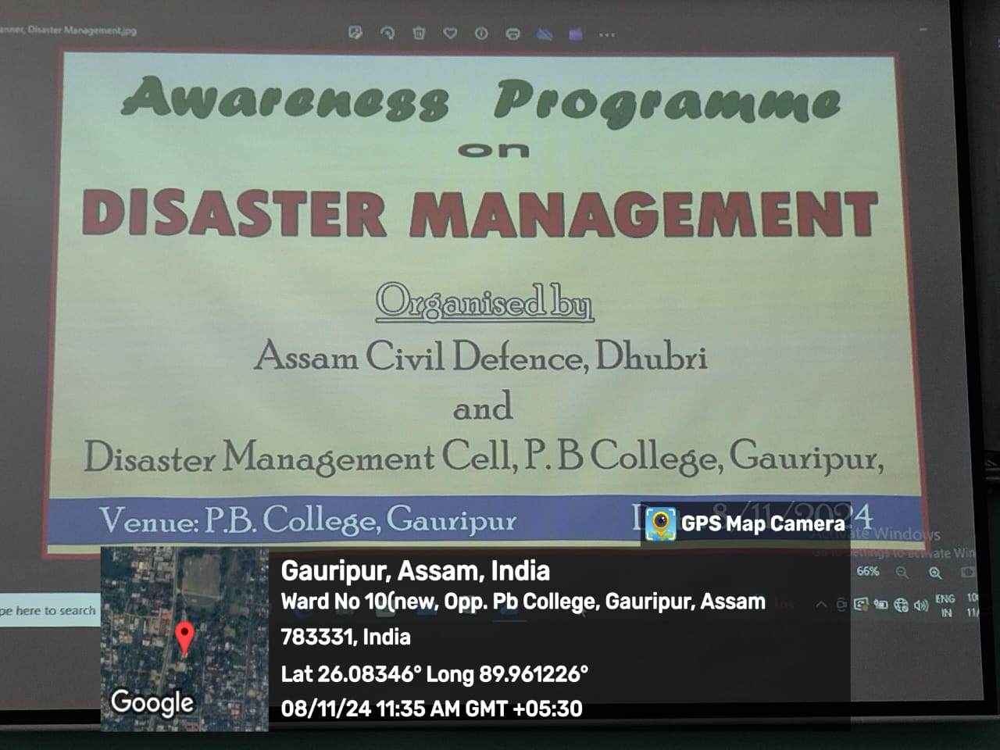 anner, Disaster Management.jpg
Awareness Programme
on
DISASTER MANAGEMENT
Organised by
Assam Civil Defence, Dhubri
and
Disaster Management Cell, P. B College, Gauripur,
Venue: P.B. College, Gauripur 8/11/2024
GPS Map Camera
Activate Windows
Go to Settings to activate Win
66%
Gauripur, Assam, India
Ward No 10(new, Opp. Pb College, Gauripur, Assam
783331, India
Lat 26.08346° Long 89.961226°
08/11/24 11:35 AM GMT +05:30
Google
pe here to search
ENG
IN